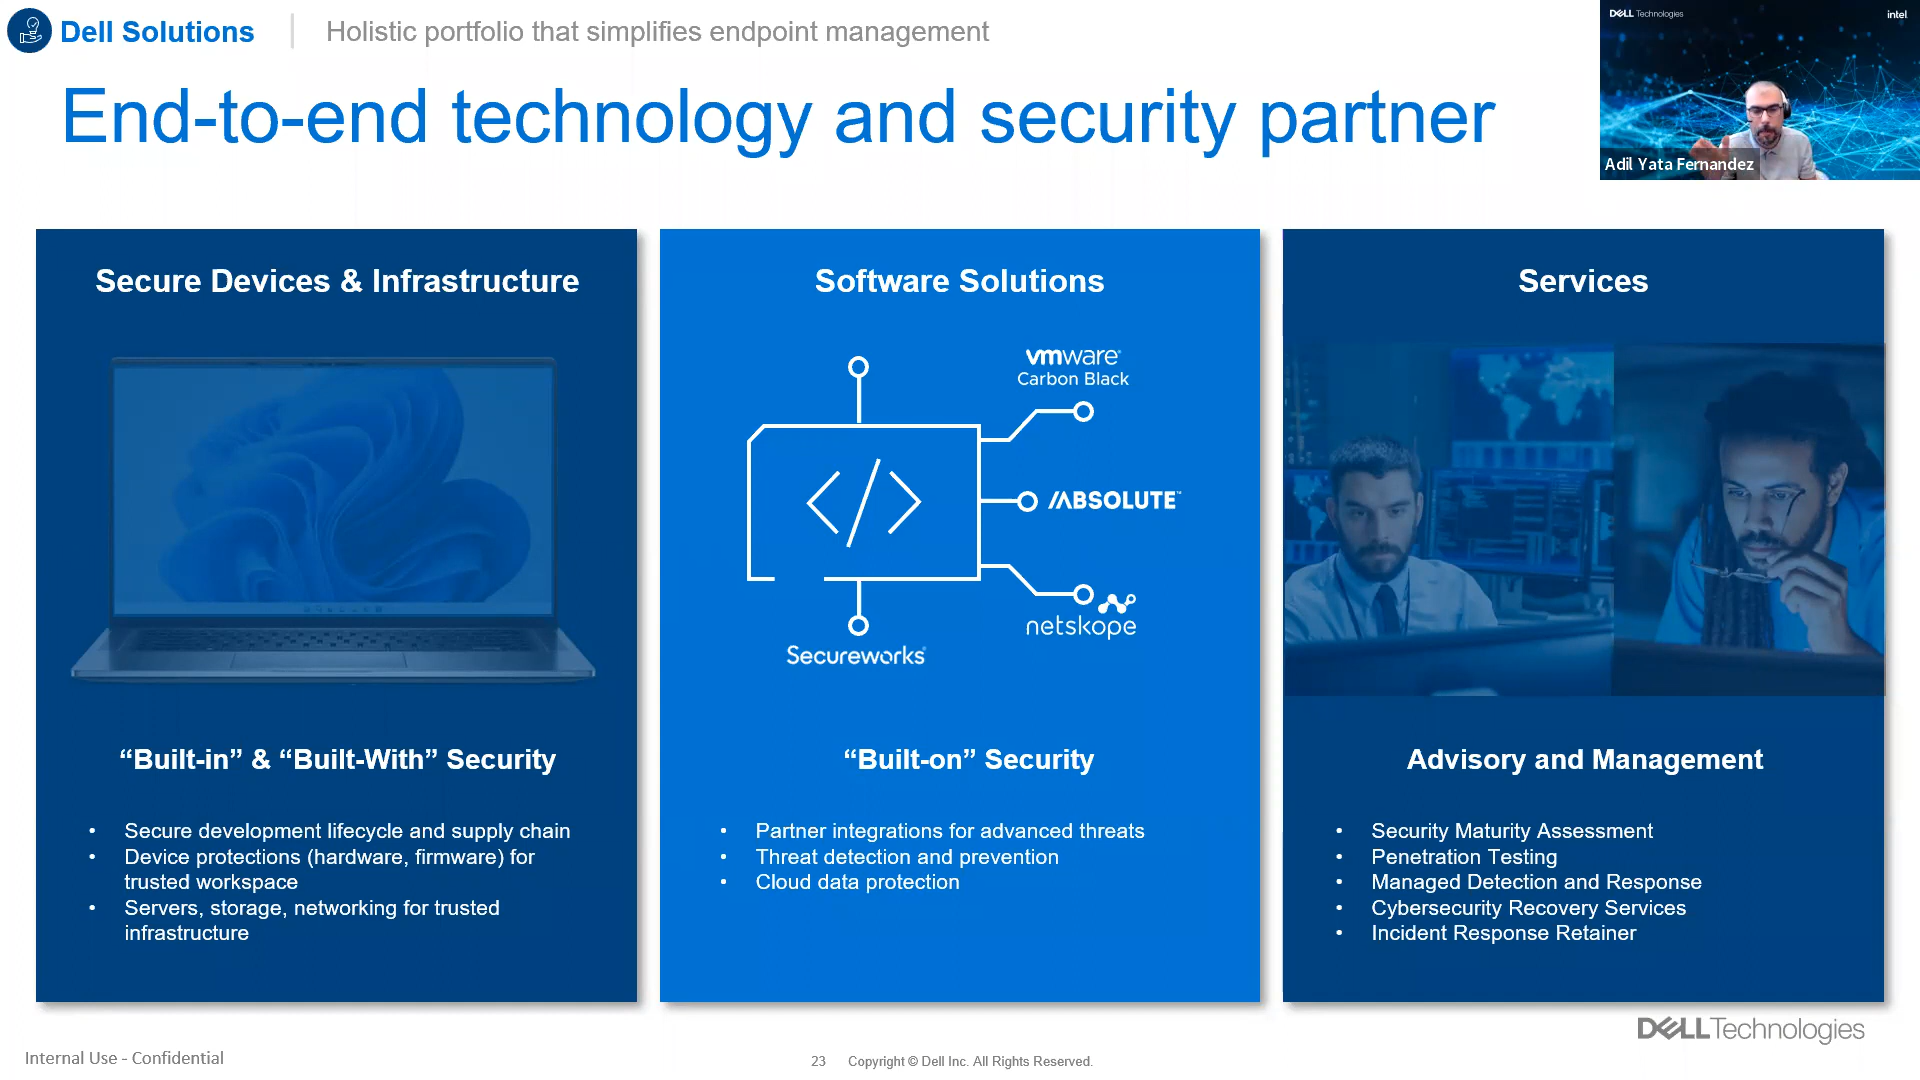 Dell Solutions
Holistic portfolio that simplifies endpoint management
End-to-end technology and security partner
DELL Technologies
intel
Adil Yata Fernandez
Secure Devices & Infrastructure
“Built-in” & “Built-With” Security
• Secure development lifecycle and supply chain
• Device protections (hardware, firmware) for
trusted workspace
• Servers, storage, networking for trusted
infrastructure
Software Solutions
vmware®
Carbon Black
/ABSOLUTE™
netskope
Secureworks®
“Built-on” Security
• Partner integrations for advanced threats
• Threat detection and prevention
• Cloud data protection
Services
Advisory and Management
• Security Maturity Assessment
• Penetration Testing
• Managed Detection and Response
• Cybersecurity Recovery Services
• Incident Response Retainer
DELL Technologies
Internal Use - Confidential
23 Copyright © Dell Inc. All Rights Reserved.